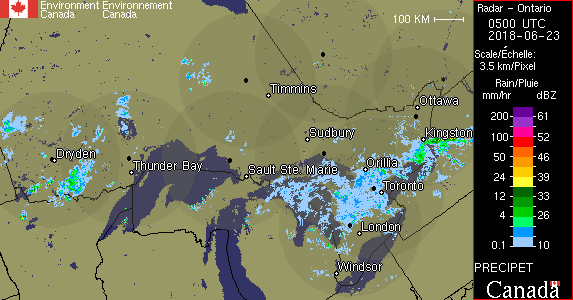 Environment Environnement
Canada Canada
100 KM
Radar - Ontario
0500 UTC
2018-06-23
Scale/Échelle:
3.5 km/Pixel
Rain/Pluie
mm/hr dBZ
200 61
100 52
50 46
24 39
12 33
4 26
0.1 10
PRECIPET
Canada
Timmins
Ottawa
Sudbury
Kingston
Dryden
Thunder Bay
Sault Ste. Marie
Orillia
Toronto
London
Windsor